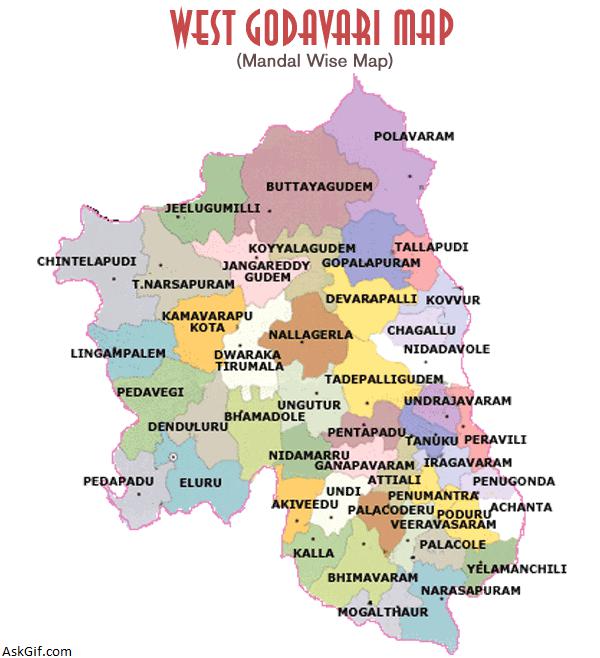 WEST GODAVARI MAP
(Mandal Wise Map)
POLAVARAM
BUTTAYAGUDEM
JEELUGUMILLI
KOYYALAGUDEM
TALLAPUDI
CHINTELAPUDI
JANGAREDDY
GUDEM
GOPALAPURAM
T.NARSAPURAM
DEVARAPALLI
KOVVUR
KAMAVARAPU
KOTA
NALLAGERLA
CHAGALLU
LINGAMPALEM
DWARAKA
TIRUMALA
NIDADAVOLE
PEDAVEGI
TADEPALLIGUDEM
UNGUTUR
UNDRAJAVARAM
BHAMADOLE
DENDULURU
PENTAPADU
TANUKU
PERAVILI
NIDAMARRU
GANAPAVARAM
IRAGAVARAM
PEDAPADU
ELURU
ATTIALI
PENUGONDA
UNDI
PENUMANTRA
AKIVEEDU
PALACODERU
PODURU
ACHANTA
VEERAVASARAM
KALLA
PALACOLE
YELAMANCHILI
BHIMAVARAM
NARASAPURAM
MOGALTHAUR
AskGif.com